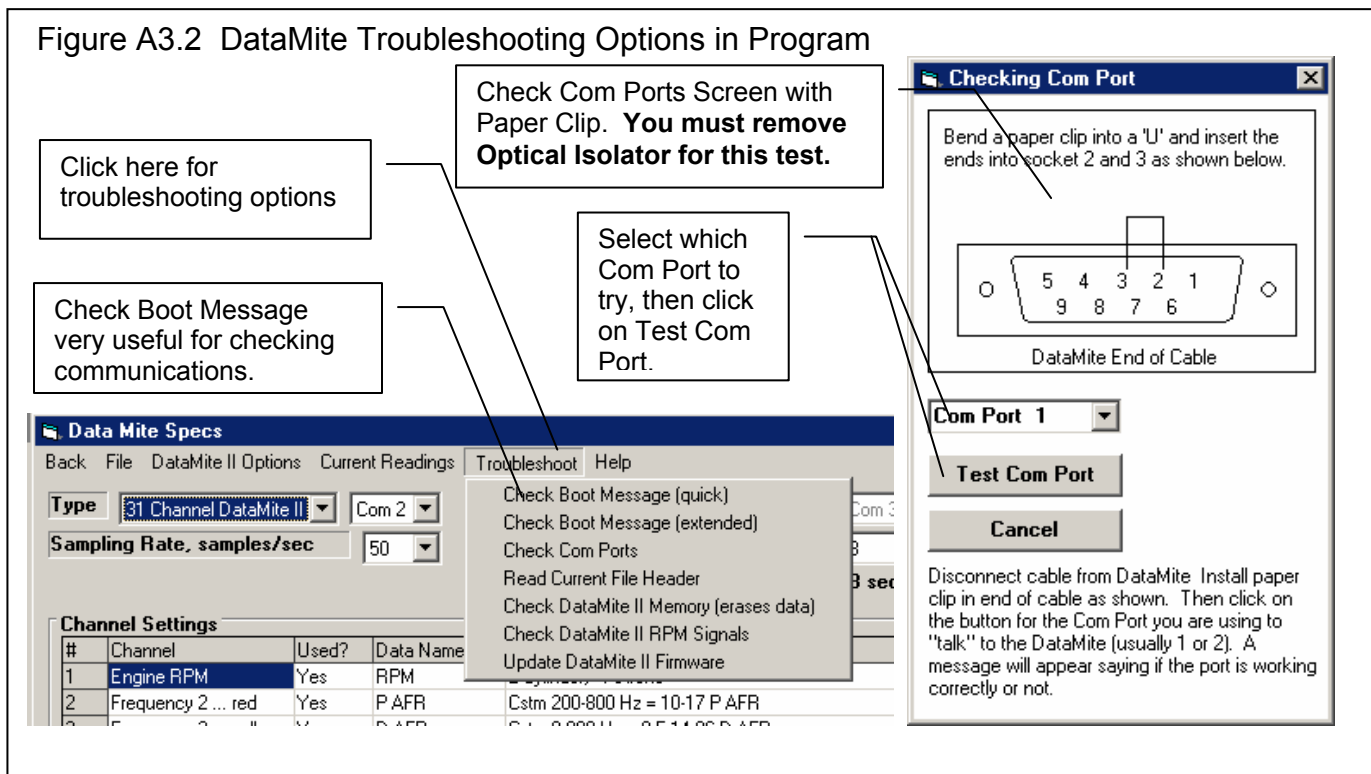 Figure A3.2 DataMite Troubleshooting Options in Program
Click here for
troubleshooting options
Check Com Ports Screen with
Paper Clip. You must remove
Optical Isolator for this test.
Check Boot Message
very useful for checking
communications.
Select which
Com Port to
try, then click
on Test Com
Port.
Checking Com Port
Bend a paper clip into a 'U' and insert the
ends into socket 2 and 3 as shown below.
5 4 3 2 1
9 8 7 6
DataMite End of Cable
Com Port 1
Test Com Port
Cancel
Disconnect cable from DataMite Install paper
clip in end of cable as shown. Then click on
the button for the Com Port you are using to
"talk" to the DataMite (usually 1 or 2). A
message will appear saying if the port is working
correctly or not.
Data Mite Specs
Back File DataMite II Options Current Readings Troubleshoot Help
Type 31 Channel DataMite II Com 2
Sampling Rate, samples/sec 50
Check Boot Message (quick)
Check Boot Message (extended)
Check Com Ports
Read Current File Header
Check DataMite II Memory (erases data)
Check DataMite II RPM Signals
Update DataMite II Firmware
Com 3
3 sec
Channel Settings
# Channel Used? Data Name
1 Engine RPM Yes RPM
2 Frequency 2 ... red Yes P AFR Cstm 200-800 Hz = 10-17 P AFR